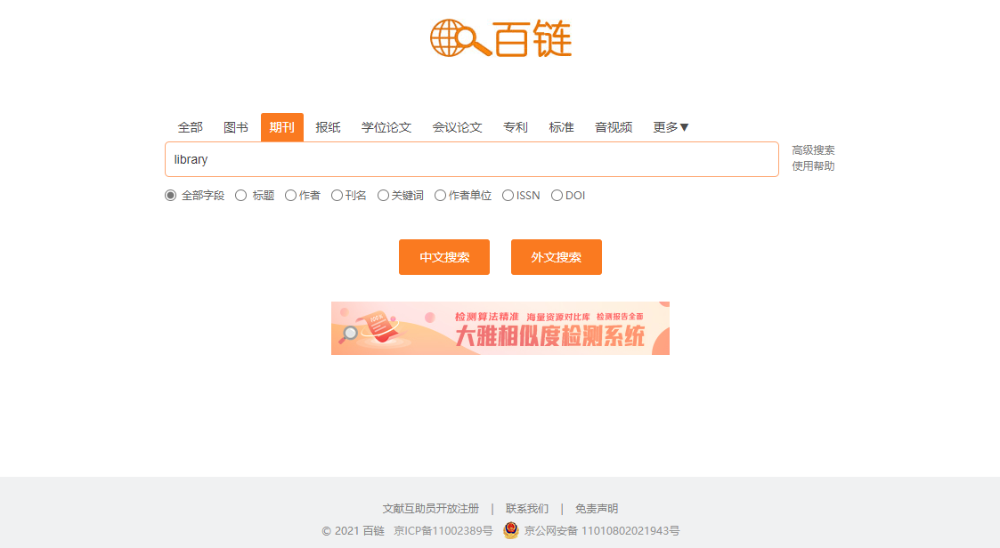 百链
全部 图书 期刊 报纸 学位论文 会议论文 专利 标准 音视频 更多▼
library
高级搜索
使用帮助
全部字段 标题 作者 刊名 关键词 作者单位 ISSN DOI
中文搜索 外文搜索
100%
检测算法精准 海量资源对比库 检测报告全面
大雅相似度检测系统
文献互助员开放注册 | 联系我们 | 免责声明
© 2021 百链 京ICP备11002389号 京公网安备 11010802021943号